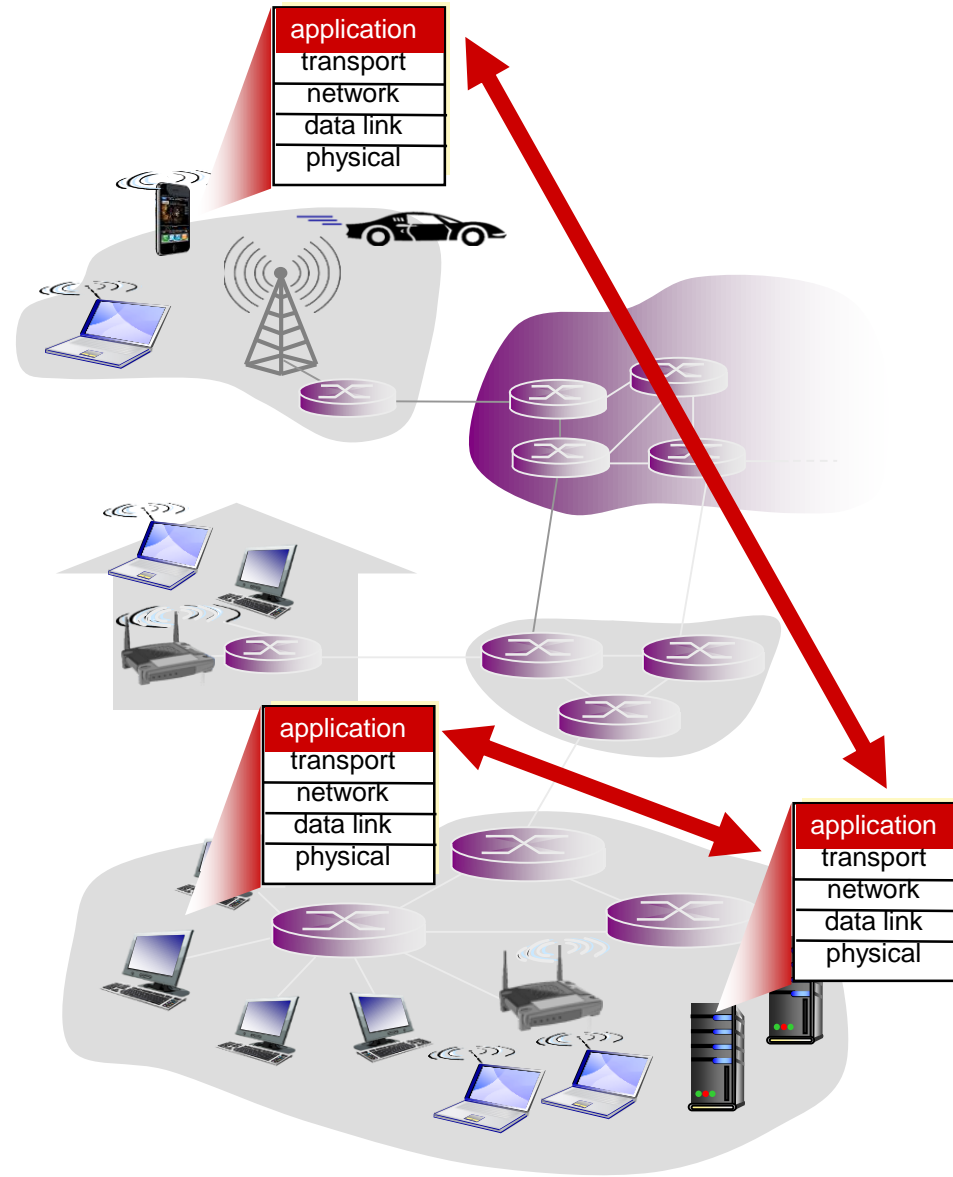 application
transport
network
data link
physical
application
transport
network
data link
physical
application
transport
network
data link
physical